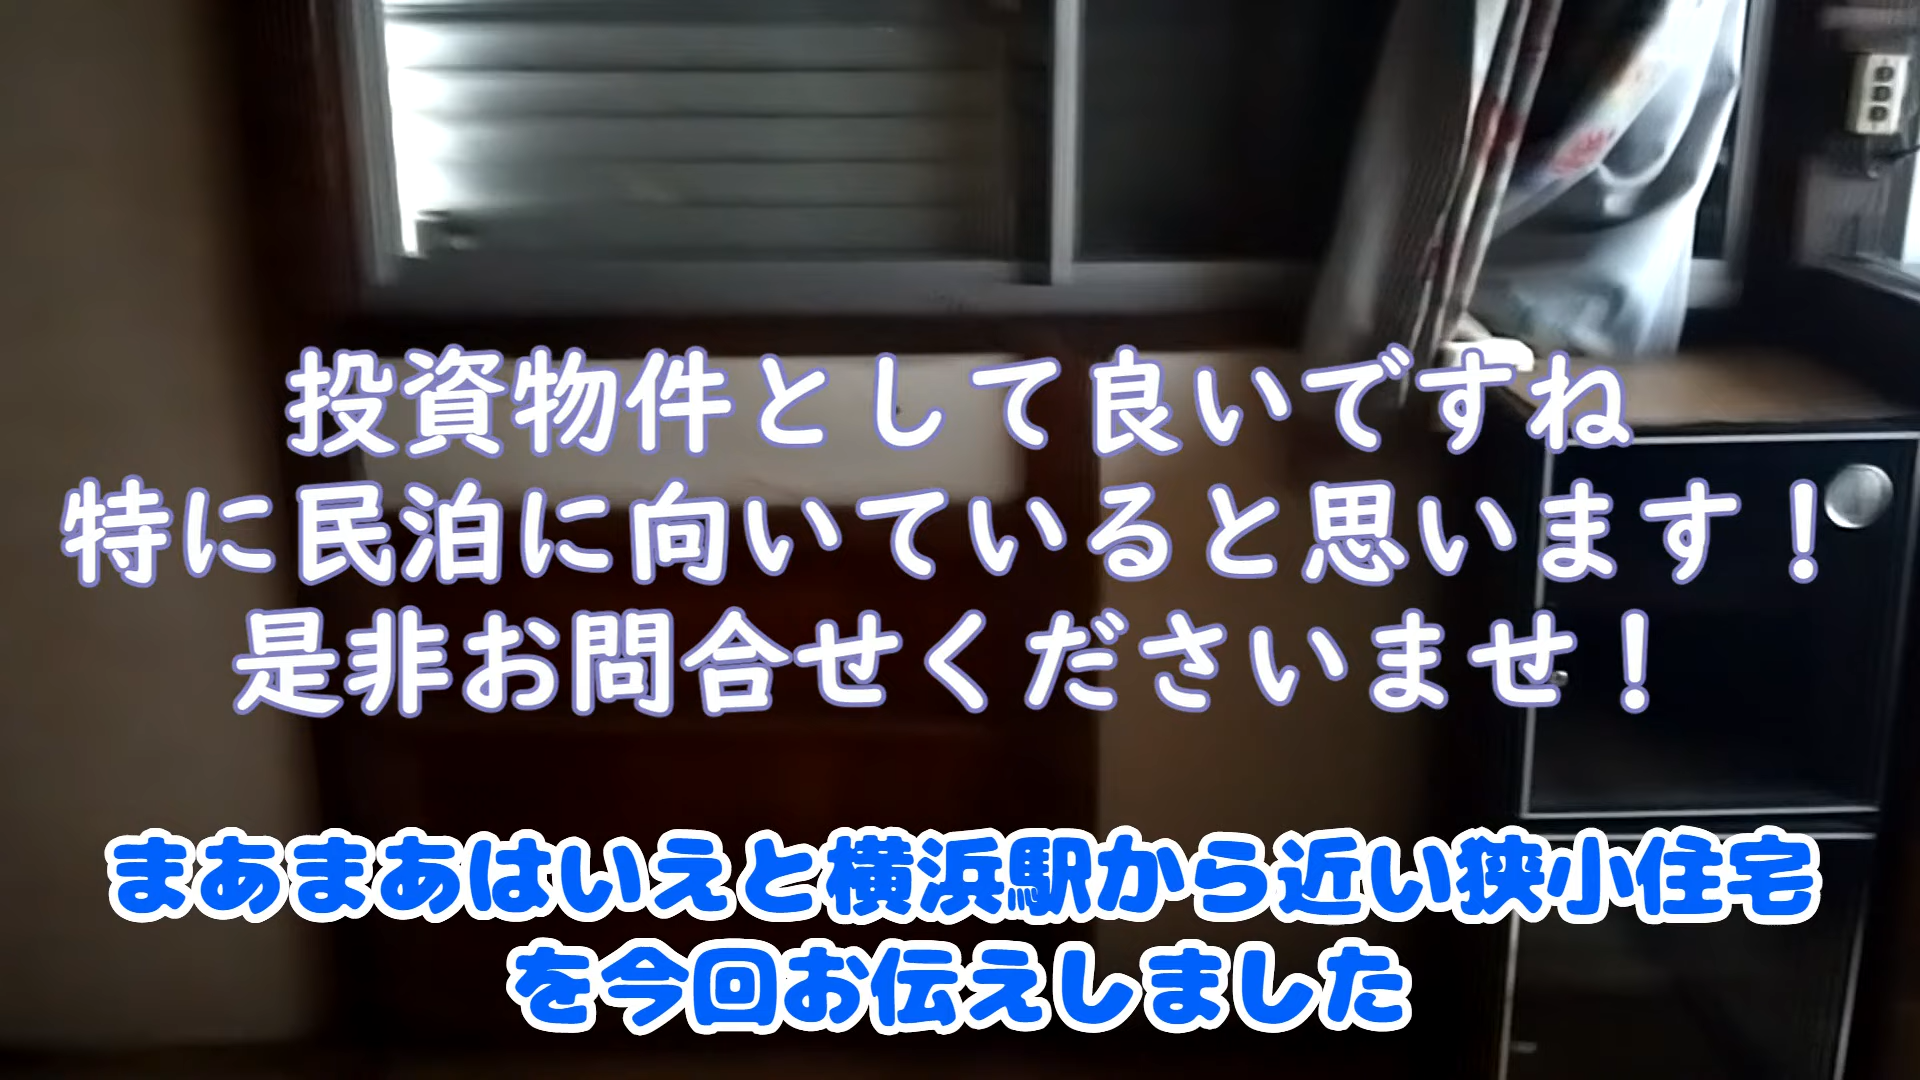 投資物件として良いですね
特に民泊に向いていると思います！
是非お問合せくださいませ！
まあまあはいえと横浜駅から近い狭小住宅
を今回お伝えしました